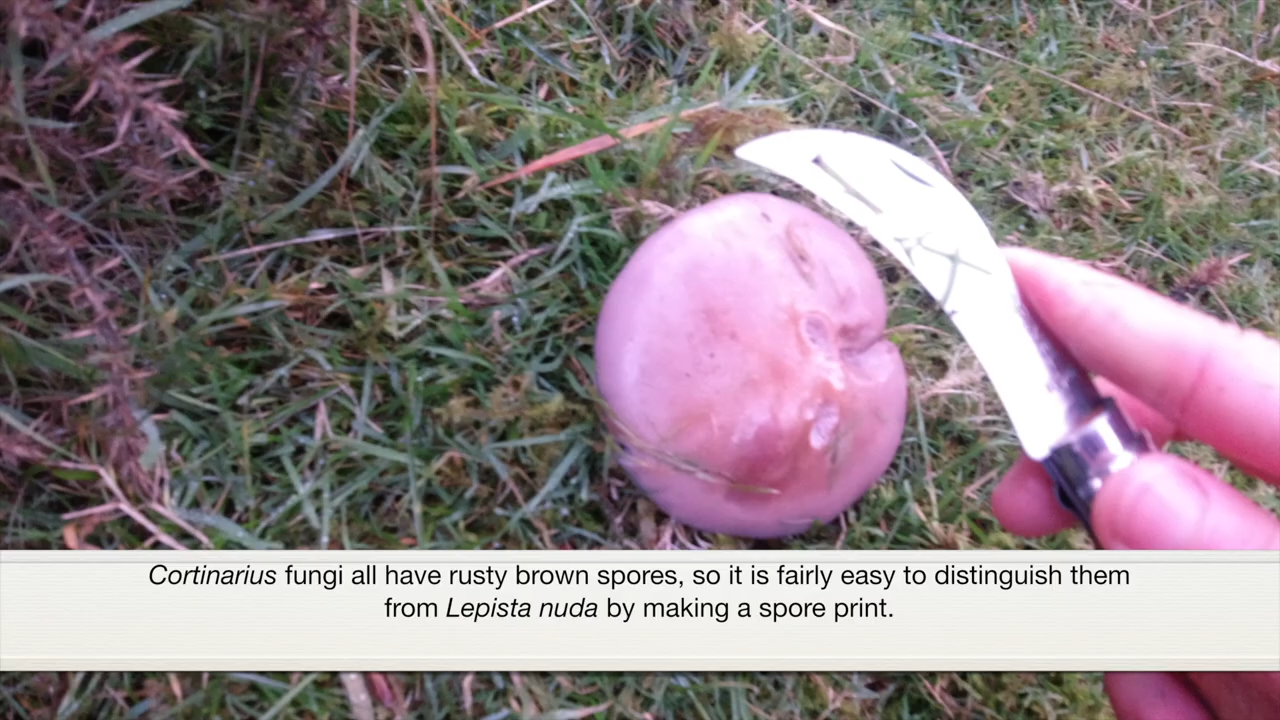 Cortinarius fungi all have rusty brown spores, so it is fairly easy to distinguish them
from Lepista nuda by making a spore print.